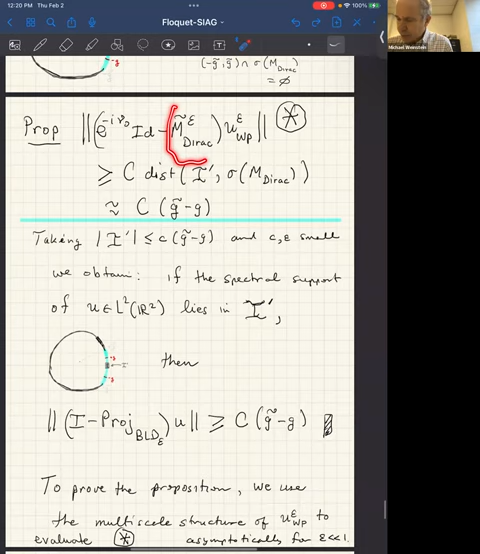 12:20 PM Thu Feb 2
100%
Floquet-SIAG
Michael Weinstein
-g̃
(-g̃, g̃) ∩ σ(M_Dirac)
= ∅
Prop ‖(e^{-iν₀} Id - M̃^ε_Dirac) u^ε_WP‖ ⊛
≥ C dist(I', σ(M_Dirac))
≈ C (g̃-g)
Taking |I'| ≤ c(g̃-g) and c, ε small
we obtain: if the spectral support
of u ∈ L²(ℝ²) lies in I',
then
‖(I - Proj_{BLD_ε}) u‖ ≥ C (g̃-g)
To prove the proposition, we use
the multiscale structure of u^ε_WP to
evaluate ⊛ asymptotically for ε<<1.